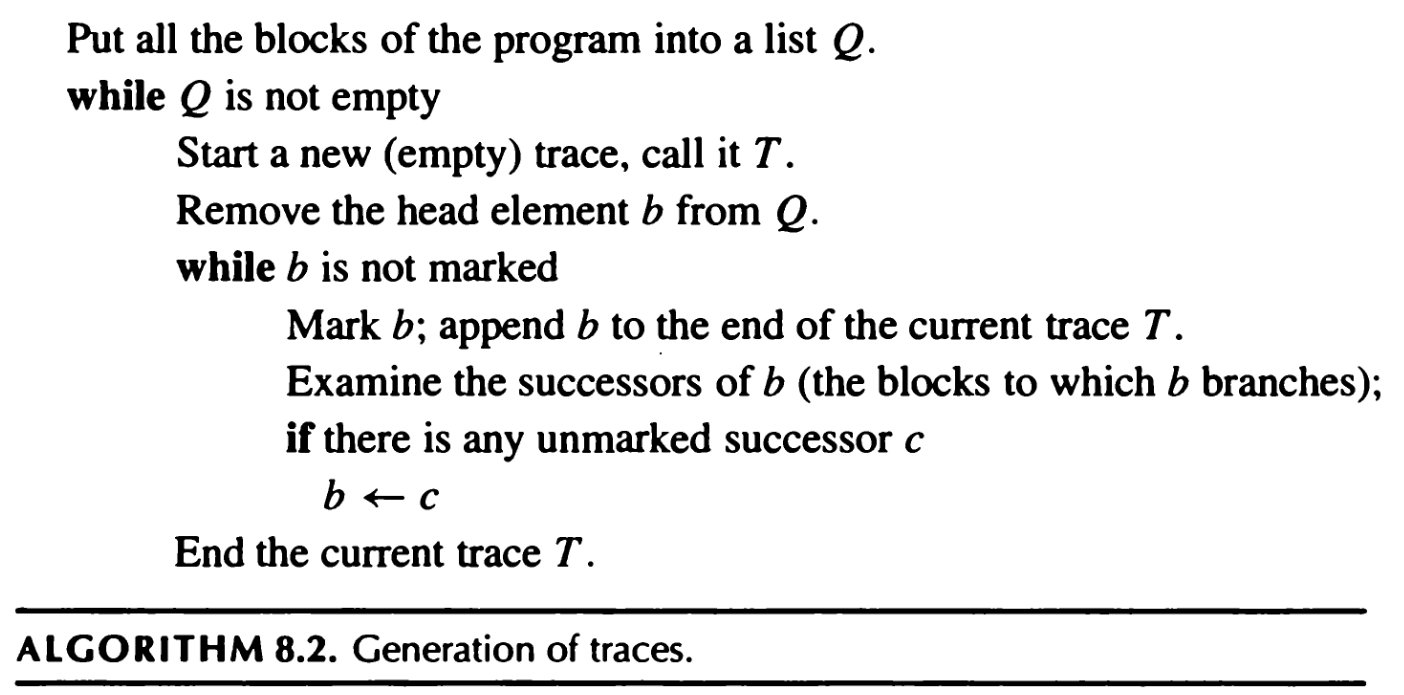 Put all the blocks of the program into a list Q.
while Q is not empty
Start a new (empty) trace, call it T.
Remove the head element b from Q.
while b is not marked
Mark b; append b to the end of the current trace T.
Examine the successors of b (the blocks to which b branches);
if there is any unmarked successor c
b ← c
End the current trace T.
ALGORITHM 8.2. Generation of traces.